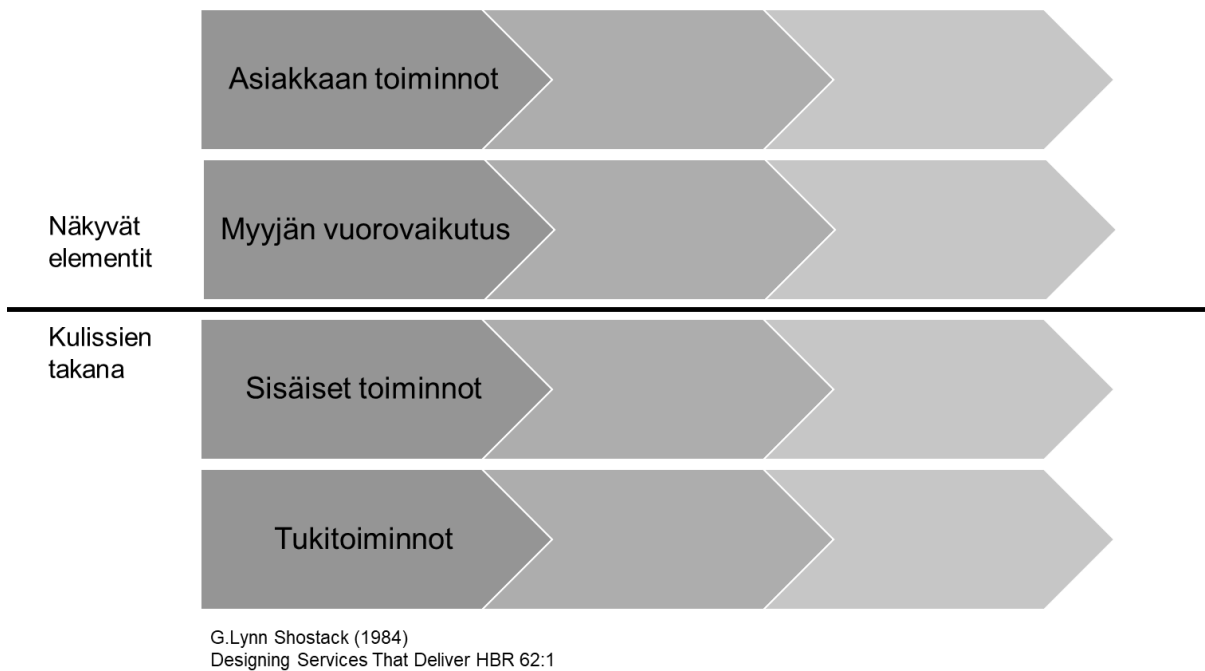 Asiakkaan toiminnot
Näkyvät
elementit
Myyjän vuorovaikutus
Kulissien
takana
Sisäiset toiminnot
Tukitoiminnot
G.Lynn Shostack (1984)
Designing Services That Deliver HBR 62:1